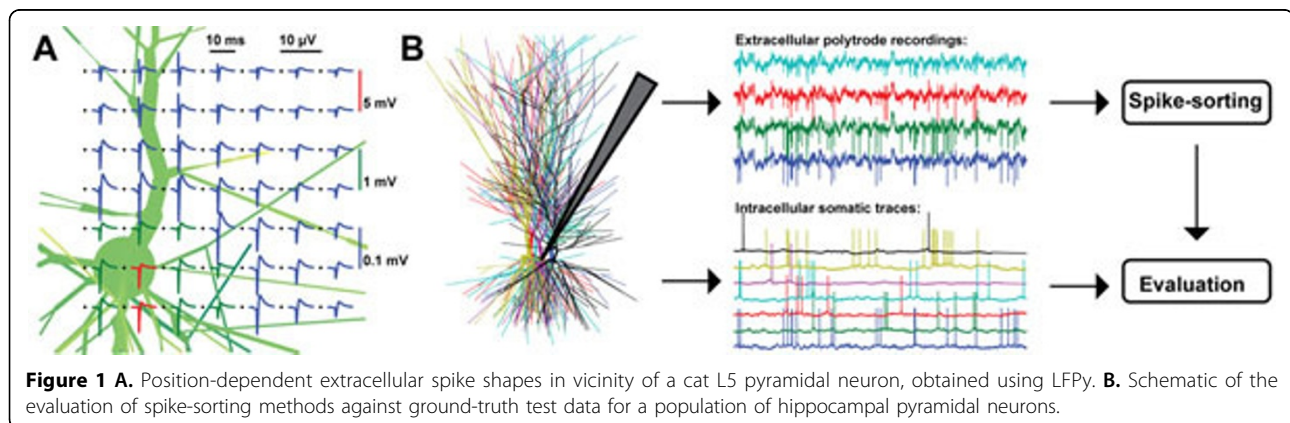 A
10 ms
10 µV
5 mV
1 mV
0.1 mV
B
Extracellular polytrode recordings:
Intracellular somatic traces:
Spike-sorting
Evaluation
Figure 1 A. Position-dependent extracellular spike shapes in vicinity of a cat L5 pyramidal neuron, obtained using LFPy. B. Schematic of the
evaluation of spike-sorting methods against ground-truth test data for a population of hippocampal pyramidal neurons.